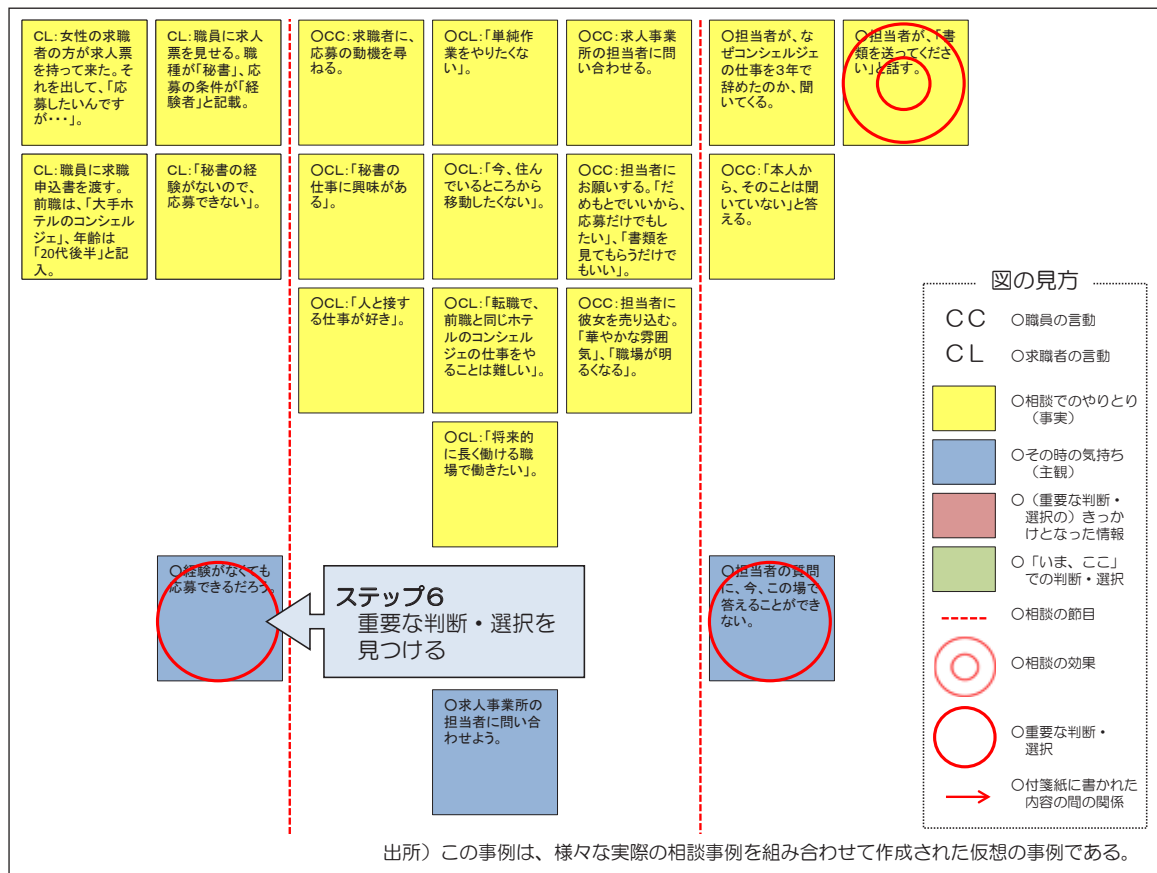 CL:女性の求職
者の方が求人票
を持って来た。そ
れを出して、「応
募したいんです
が・・・」。
CL:職員に求人
票を見せる。職
種が「秘書」、応
募の条件が「経
験者」と記載。
CL:職員に求職
申込書を渡す。
前職は、「大手ホ
テルのコンシェル
ジェ」、年齢は
「20代後半」と記
入。
CL:「秘書の経
験がないので、
応募できない」。
○経験がなくても
応募できるだろう。
○CC:求職者に、
応募の動機を尋
ねる。
○CL:「単純作
業をやりたくな
い」。
○CC:求人事業
所の担当者に問
い合わせる。
○CL:「秘書の
仕事に興味があ
る」。
○CL:「今、住ん
でいるところから
移動したくない」。
○CC:担当者に
お願いする。「だ
めもとでいいから、
応募だけでもし
たい」、「書類を
見てもらうだけで
もいい」。
○CL:「人と接す
る仕事が好き」。
○CL:「転職で、
前職と同じホテ
ルのコンシェル
ジェの仕事をや
ることは難しい」。
○CC:担当者に
彼女を売り込む。
「華やかな雰囲
気」、「職場が明
るくなる」。
○CL:「将来的
に長く働ける職
場で働きたい」。
ステップ6
重要な判断・選択を
見つける
○求人事業所の
担当者に問い合
わせよう。
○担当者が、な
ぜコンシェルジェ
の仕事を3年で
辞めたのか、聞
いてくる。
○担当者が、「書
類を送ってくださ
い」と話す。
○CC:「本人か
ら、そのことは聞
いていない」と答
える。
○担当者の質問
に、今、この場で
答えることができ
ない。
図の見方
CC ○職員の言動
CL ○求職者の言動
○相談でのやりとり
(事実)
○その時の気持ち
(主観)
○(重要な判断・
選択の)きっか
けとなった情報
○「いま、ここ」
での判断・選択
○相談の節目
○相談の効果
○重要な判断・
選択
○付箋紙に書かれた
内容の間の関係
出所)この事例は、様々な実際の相談事例を組み合わせて作成された仮想の事例である。